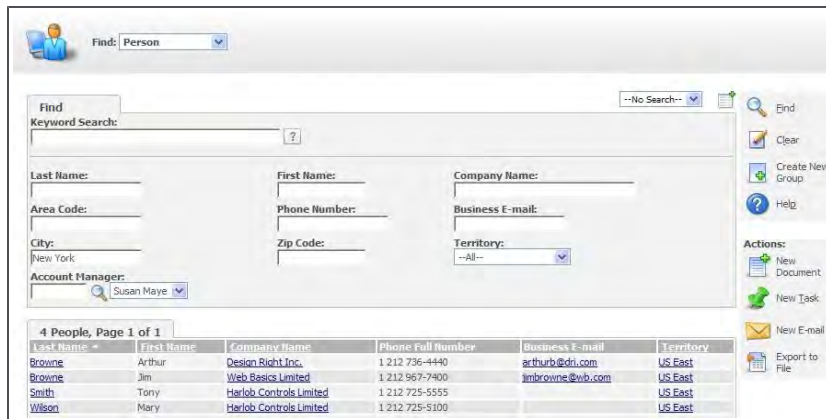 Find: Person
--No Search--
Find
Find
Keyword Search:
?
Clear
Last Name: First Name: Company Name:
Create New Group
Area Code: Phone Number: Business E-mail:
Help
City: Zip Code: Territory:
New York --All--
Actions:
New Document
Account Manager:
Susan Maye
New Task
4 People, Page 1 of 1
New E-mail
Last Name First Name Company Name Phone Full Number Business E-mail Territory
Browne Arthur Design Right Inc. 1 212 736-4440 arthurb@dri.com US East
Export to File
Browne Jim Web Basics Limited 1 212 967-7400 jimbrowne@wb.com US East
Smith Tony Harlob Controls Limited 1 212 725-5555 US East
Wilson Mary Harlob Controls Limited 1 212 725-5100 US East